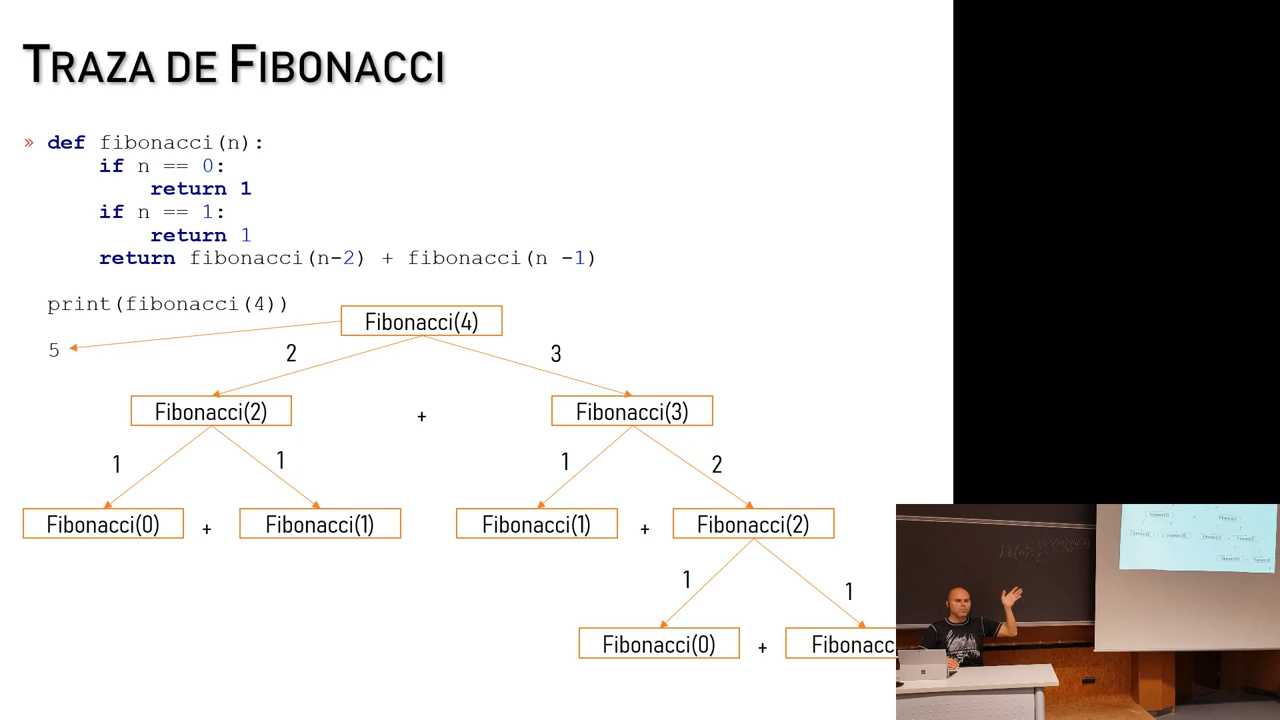 TRAZA DE FIBONACCI
» def fibonacci(n):
if n == 0:
return 1
if n == 1:
return 1
return fibonacci(n-2) + fibonacci(n -1)
print(fibonacci(4))
Fibonacci(4)
5
2 3
Fibonacci(2) + Fibonacci(3)
1 1 1 2
Fibonacci(0) + Fibonacci(1) Fibonacci(1) + Fibonacci(2)
1 1
Fibonacci(0) + Fibonacc